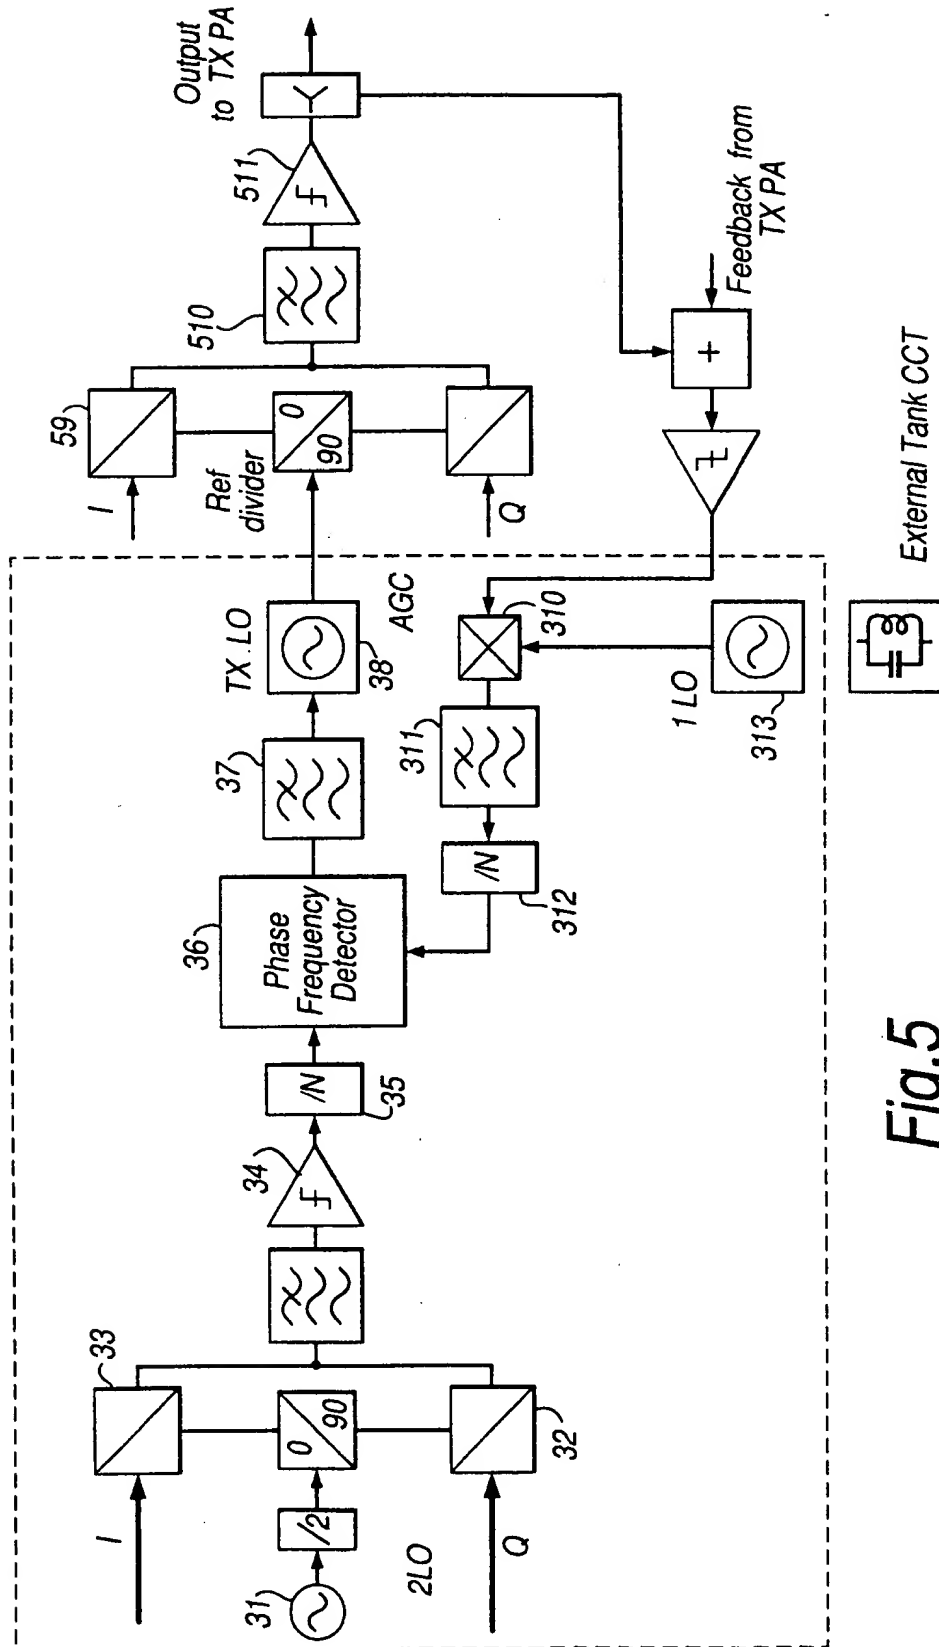 I
33
31
/2
0
90
2LO
Q
32
34
/N
35
36
Phase
Frequency
Detector
37
TX.LO
38
AGC
/N
312
311
310
1 LO
313
I
59
Ref
divider
0
90
Q
510
511
Output
to TX PA
+
Feedback from
TX PA
External Tank CCT
Fig.5